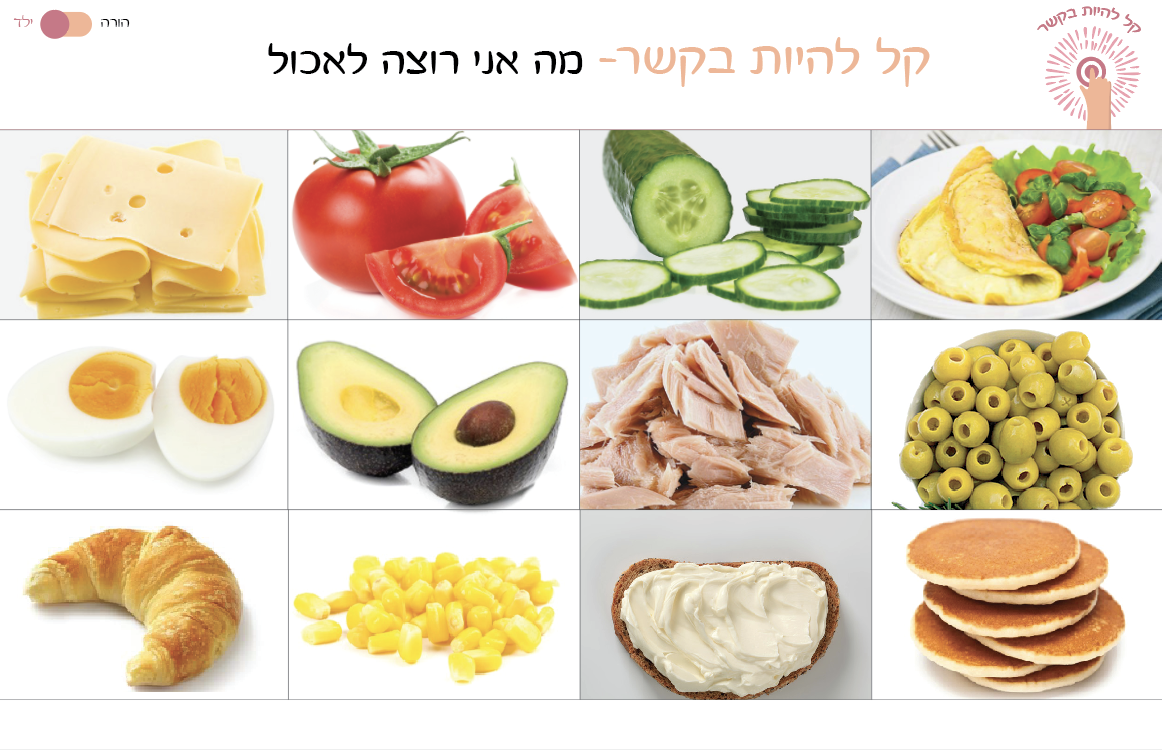 קל להיות בקשר
קל להיות בקשר- מה אני רוצה לאכול
הורה
ילד